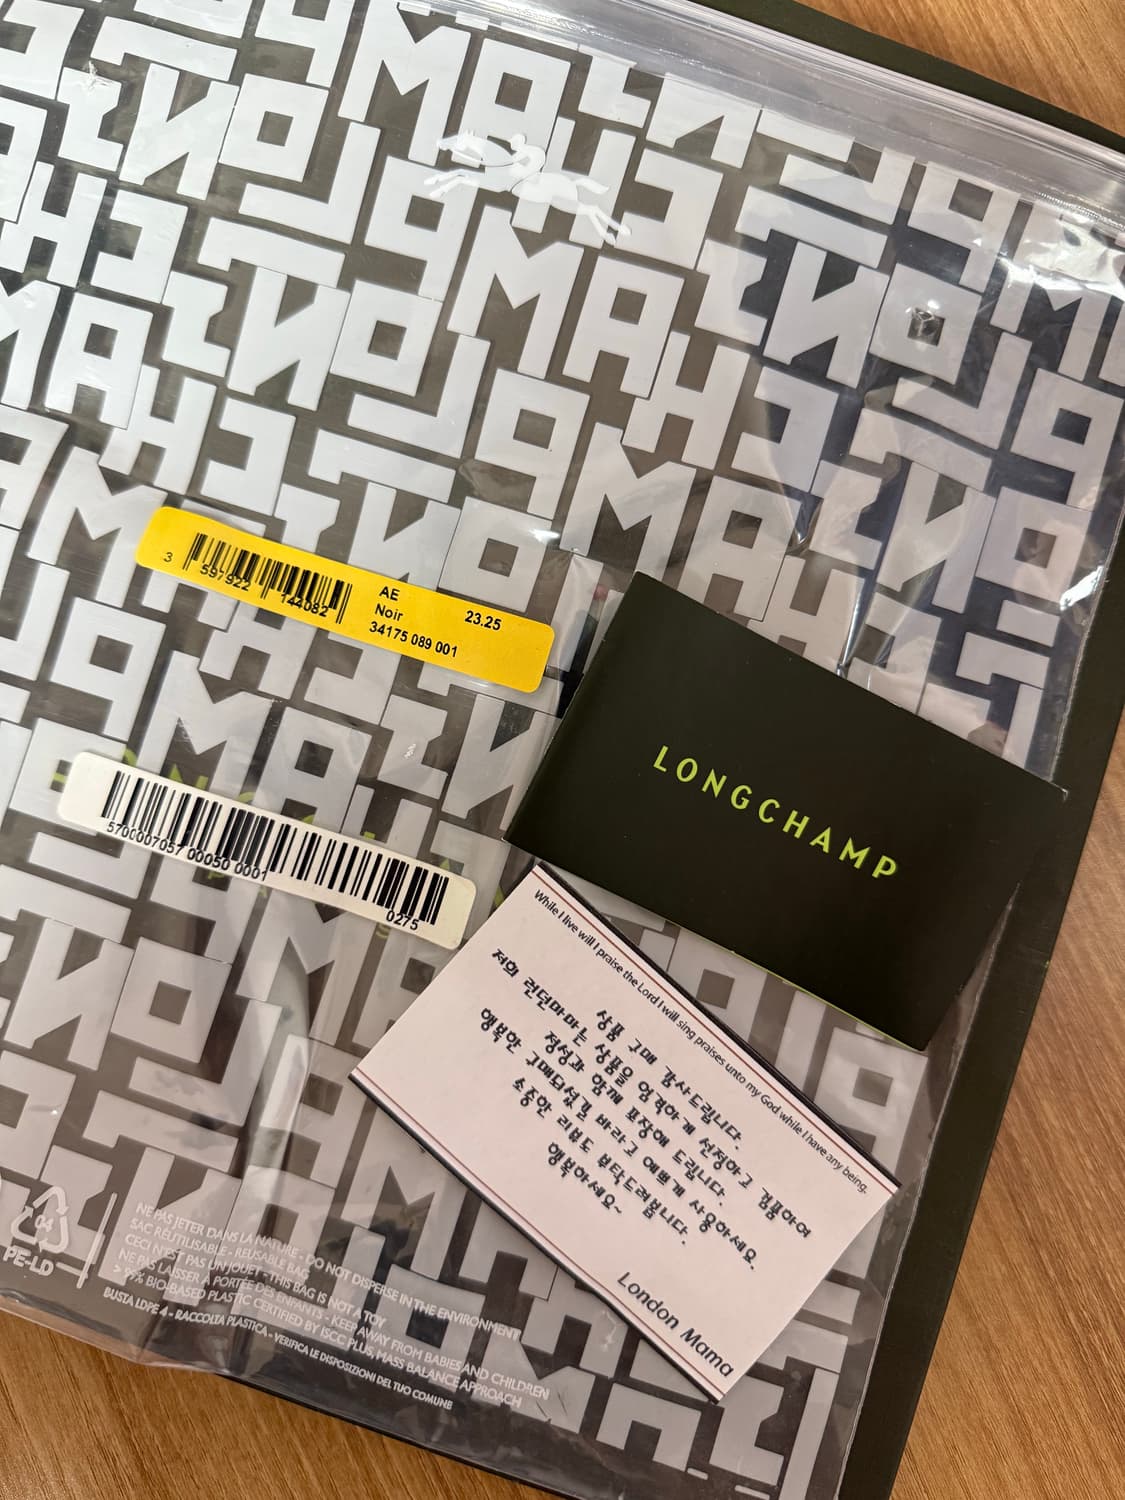 3 597922 144082
AE
Noir 23.25
34175 089 001
5700007057 00050 0001
0275
LONGCHAMP
While I live will I praise the Lord I will sing praises unto my God while I have any being.
상품 구매 감사드립니다.
저희 런던마마는 상품을 엄격하게 선정하고 검품하여
정성과 함께 포장해 드립니다.
행복한 구매되셨길 바라고 예쁘게 사용하세요.
소중한 리뷰도 부탁드려봅니다.
행복하세요~
London Mama
04
PE-LD
NE PAS JETER DANS LA NATURE - DO NOT DISPERSE IN THE ENVIRONMENT
SAC RÉUTILISABLE - REUSABLE BAG
CECI N'EST PAS UN JOUET - THIS BAG IS NOT A TOY
NE PAS LAISSER À PORTÉE DES ENFANTS - KEEP AWAY FROM BABIES AND CHILDREN
BIO-BASED PLASTIC CERTIFIED BY ISCC PLUS, MASS BALANCE APPROACH
BUSTA LDPE 4 - RACCOLTA PLASTICA - VERIFICA LE DISPOSIZIONI DEL TUO COMUNE